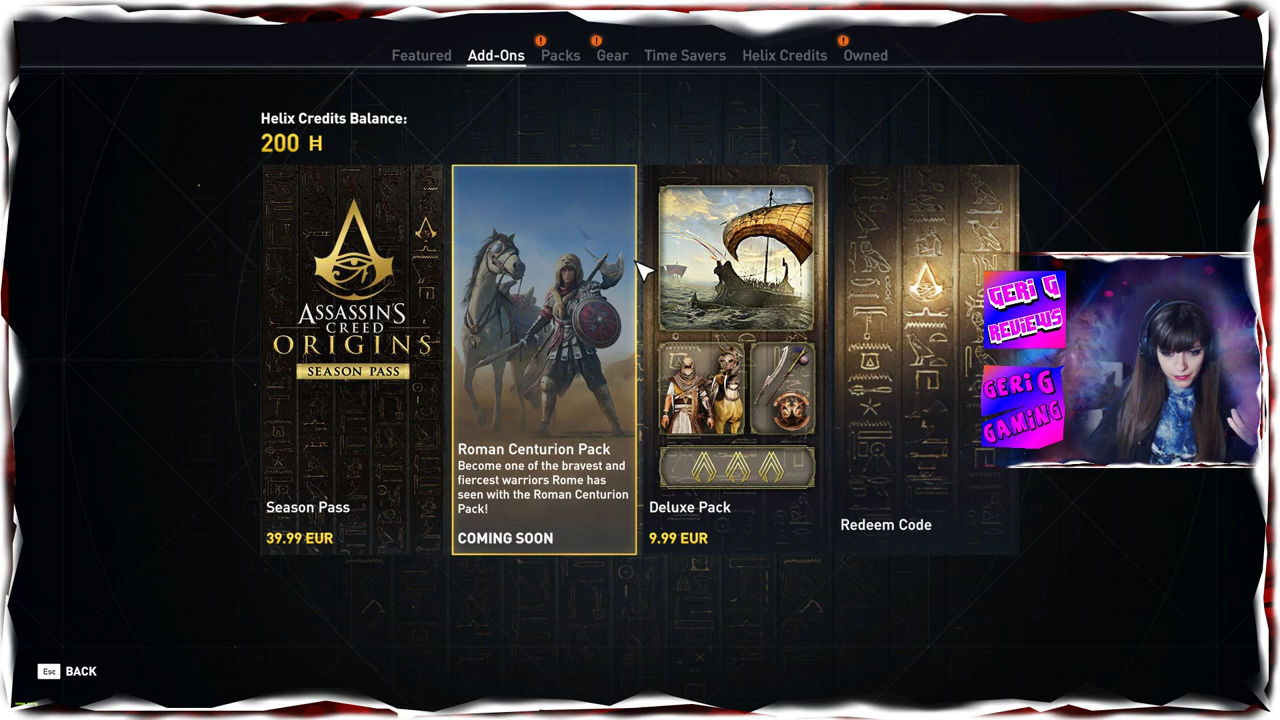 Featured
Add-Ons
Packs
Gear
Time Savers
Helix Credits
Owned
Helix Credits Balance:
200 H
ASSASSIN'S
CREED
ORIGINS
SEASON PASS
Season Pass
39.99 EUR
Roman Centurion Pack
Become one of the bravest and
fiercest warriors Rome has
seen with the Roman Centurion
Pack!
COMING SOON
Deluxe Pack
9.99 EUR
Redeem Code
GERI G
REVIEWS
GERI G
GAMING
Esc BACK